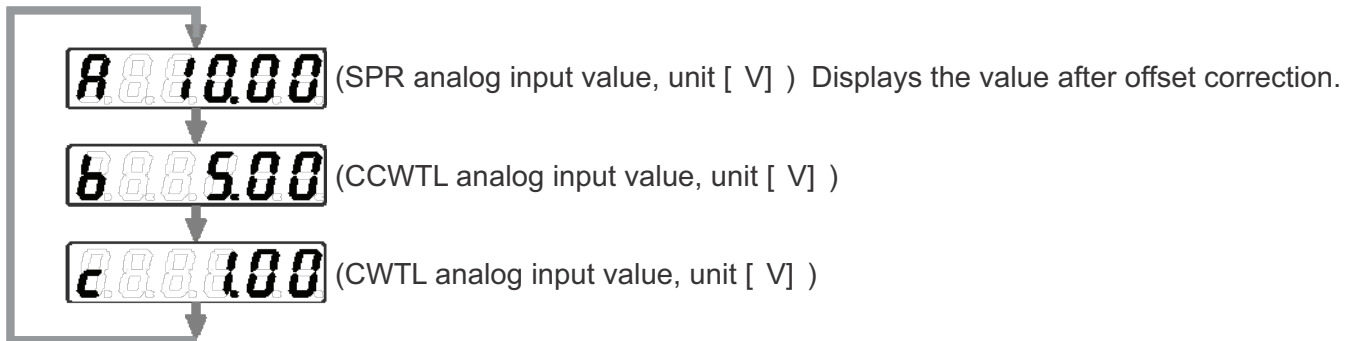 A 10.00 (SPR analog input value, unit [ V] ) Displays the value after offset correction.
b 5.00 (CCWTL analog input value, unit [ V] )
c 1.00 (CWTL analog input value, unit [ V] )